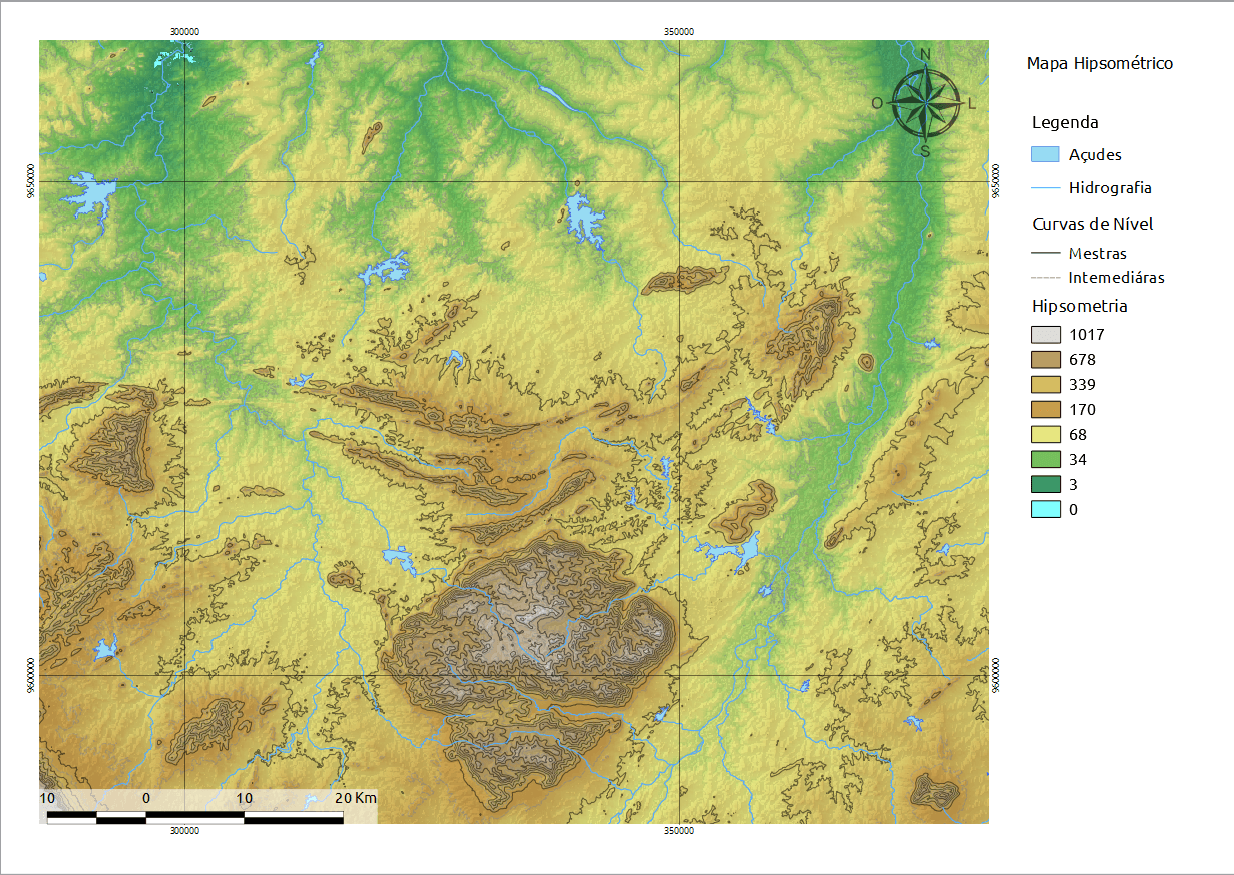 300000
350000
N
O
L
S
9650000
9650000
9600000
9600000
10
0
10
20 Km
300000
350000
Mapa Hipsométrico
Legenda
Açudes
Hidrografia
Curvas de Nível
Mestras
Intemediáras
Hipsometria
1017
678
339
170
68
34
3
0